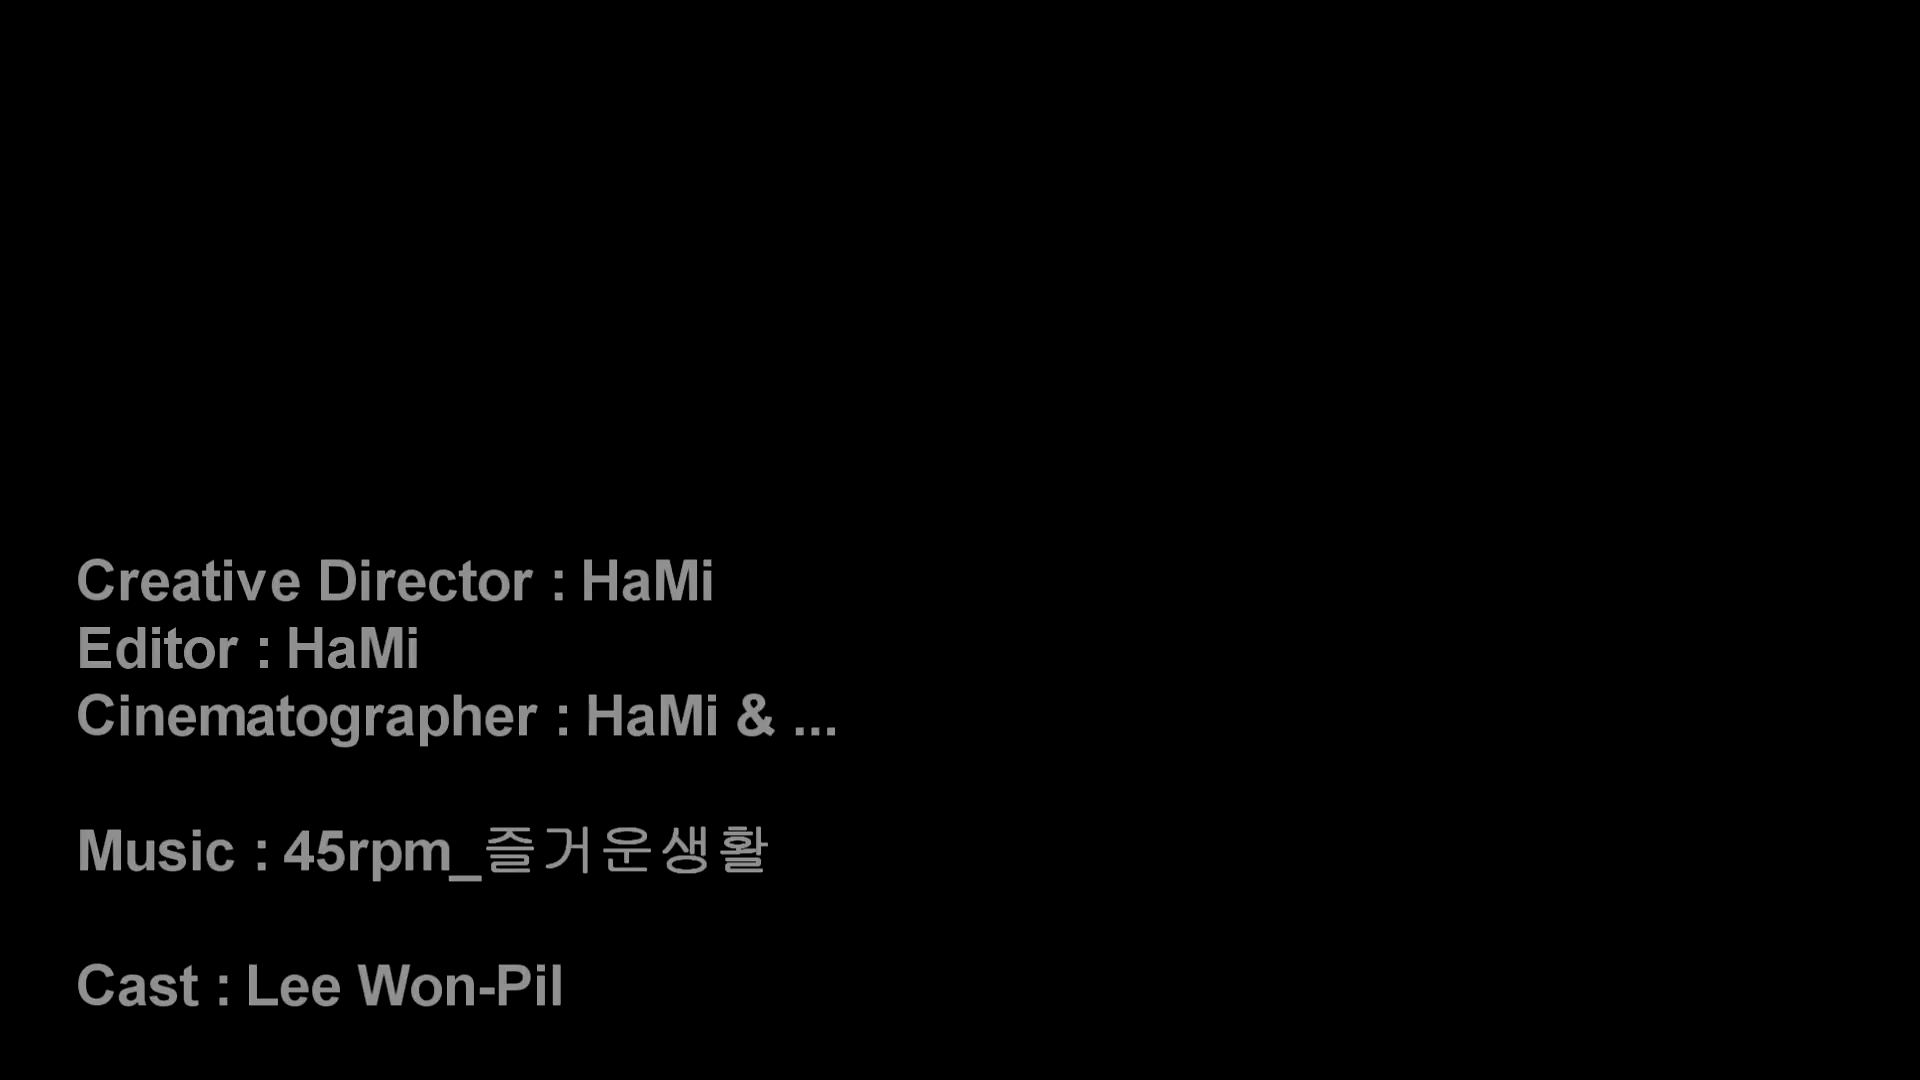 Creative Director : HaMi
Editor : HaMi
Cinematographer : HaMi & ...
Music : 45rpm_즐거운생활
Cast : Lee Won-Pil